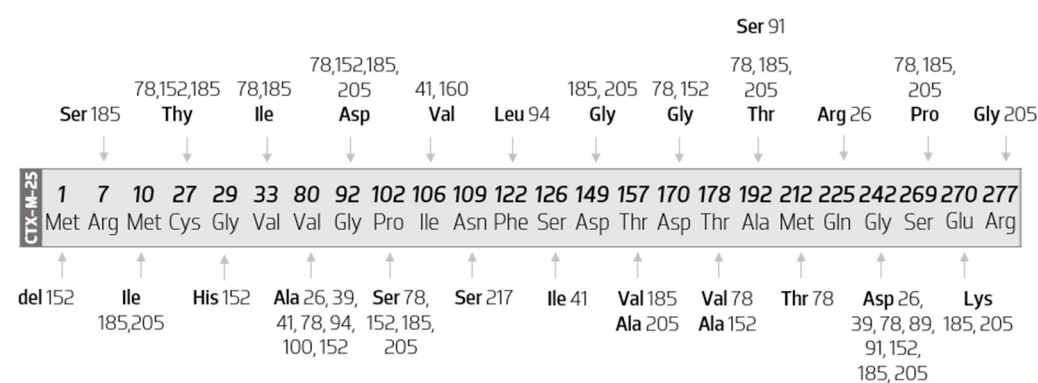 Ser 91
78,152,185,
78,152,185 78,185 205 41,160 185, 205 78, 152 78, 185, 205 78, 185, 205
Ser 185 Thy Ile Asp Val Leu 94 Gly Gly Thr Arg 26 Pro Gly 205
CTX-M-25
1 7 10 27 29 33 80 92 102 106 109 122 126 149 157 170 178 192 212 225 242 269 270 277
Met Arg Met Cys Gly Val Val Gly Pro Ile Asn Phe Ser Asp Thr Asp Thr Ala Met Gln Gly Ser Glu Arg
del 152 Ile His 152 Ala 26, 39, Ser 78, Ser 217 Ile 41 Val 185 Val 78 Thr 78 Asp 26, Lys
185,205 41, 78, 94, 152, 185, Ala 205 Ala 152 39, 78, 89, 185, 205
100, 152 205 91, 152,
185, 205